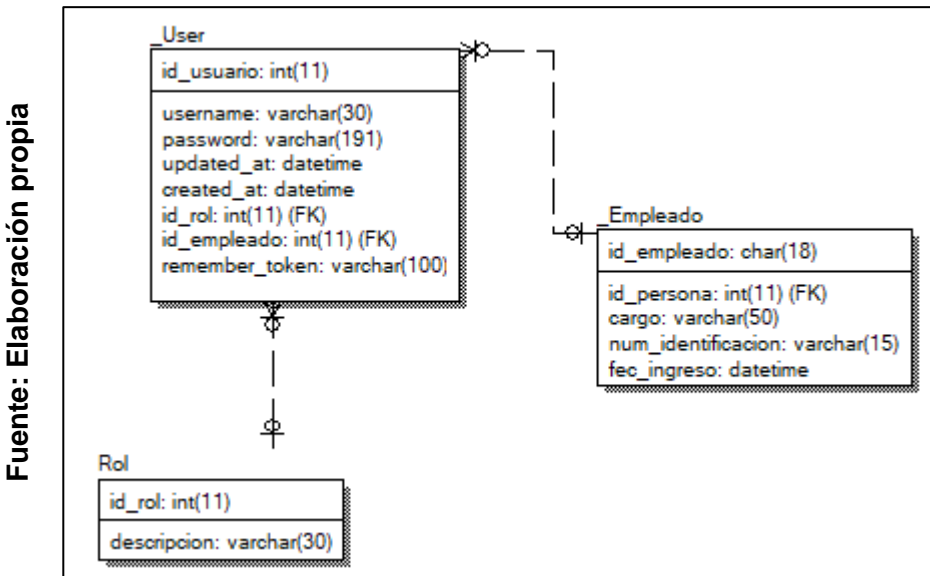 Fuente: Elaboración propia
_User
id_usuario: int(11)
username: varchar(30)
password: varchar(191)
updated_at: datetime
created_at: datetime
id_rol: int(11) (FK)
id_empleado: int(11) (FK)
remember_token: varchar(100)
_Empleado
id_empleado: char(18)
id_persona: int(11) (FK)
cargo: varchar(50)
num_identificacion: varchar(15)
fec_ingreso: datetime
Rol
id_rol: int(11)
descripcion: varchar(30)